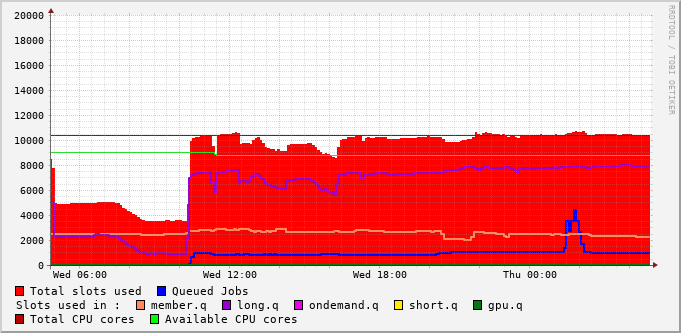 RRDTOOL / TOBI OETIKER
20000
18000
16000
14000
12000
10000
8000
6000
4000
2000
0
Wed 06:00 Wed 12:00 Wed 18:00 Thu 00:00
Total slots used Queued Jobs
Slots used in : member.q long.q ondemand.q short.q gpu.q
Total CPU cores Available CPU cores